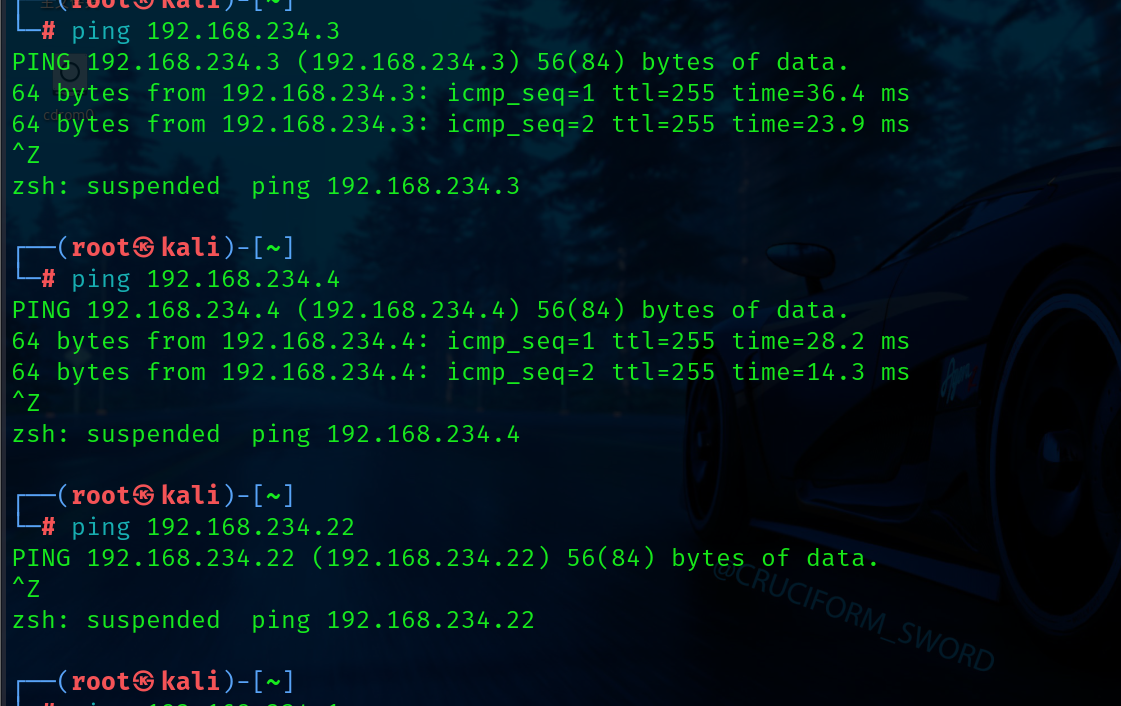 ┌──(root㉿kali)-[~]
└─# ping 192.168.234.3
PING 192.168.234.3 (192.168.234.3) 56(84) bytes of data.
64 bytes from 192.168.234.3: icmp_seq=1 ttl=255 time=36.4 ms
cdrom0
64 bytes from 192.168.234.3: icmp_seq=2 ttl=255 time=23.9 ms
^Z
zsh: suspended  ping 192.168.234.3
┌──(root㉿kali)-[~]
└─# ping 192.168.234.4
PING 192.168.234.4 (192.168.234.4) 56(84) bytes of data.
64 bytes from 192.168.234.4: icmp_seq=1 ttl=255 time=28.2 ms
64 bytes from 192.168.234.4: icmp_seq=2 ttl=255 time=14.3 ms
^Z
zsh: suspended  ping 192.168.234.4
┌──(root㉿kali)-[~]
└─# ping 192.168.234.22
PING 192.168.234.22 (192.168.234.22) 56(84) bytes of data.
^Z
zsh: suspended  ping 192.168.234.22
@CRUCIFORM_SWORD
┌──(root㉿kali)-[~]